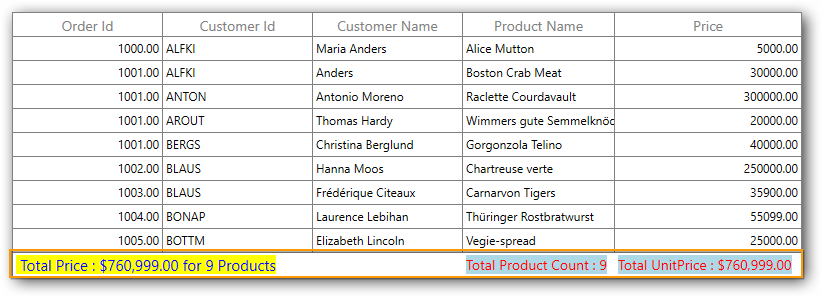 Order Id Customer Id Customer Name Product Name Price
1000.00 ALFKI Maria Anders Alice Mutton 5000.00
1001.00 ALFKI Anders Boston Crab Meat 30000.00
1001.00 ANTON Antonio Moreno Raclette Courdavault 300000.00
1001.00 AROUT Thomas Hardy Wimmers gute Semmelknöc 20000.00
1001.00 BERGS Christina Berglund Gorgonzola Telino 40000.00
1002.00 BLAUS Hanna Moos Chartreuse verte 250000.00
1003.00 BLAUS Frédérique Citeaux Carnarvon Tigers 35900.00
1004.00 BONAP Laurence Lebihan Thüringer Rostbratwurst 55099.00
1005.00 BOTTM Elizabeth Lincoln Vegie-spread 25000.00
Total Price : $760,999.00 for 9 Products Total Product Count : 9 Total UnitPrice : $760,999.00